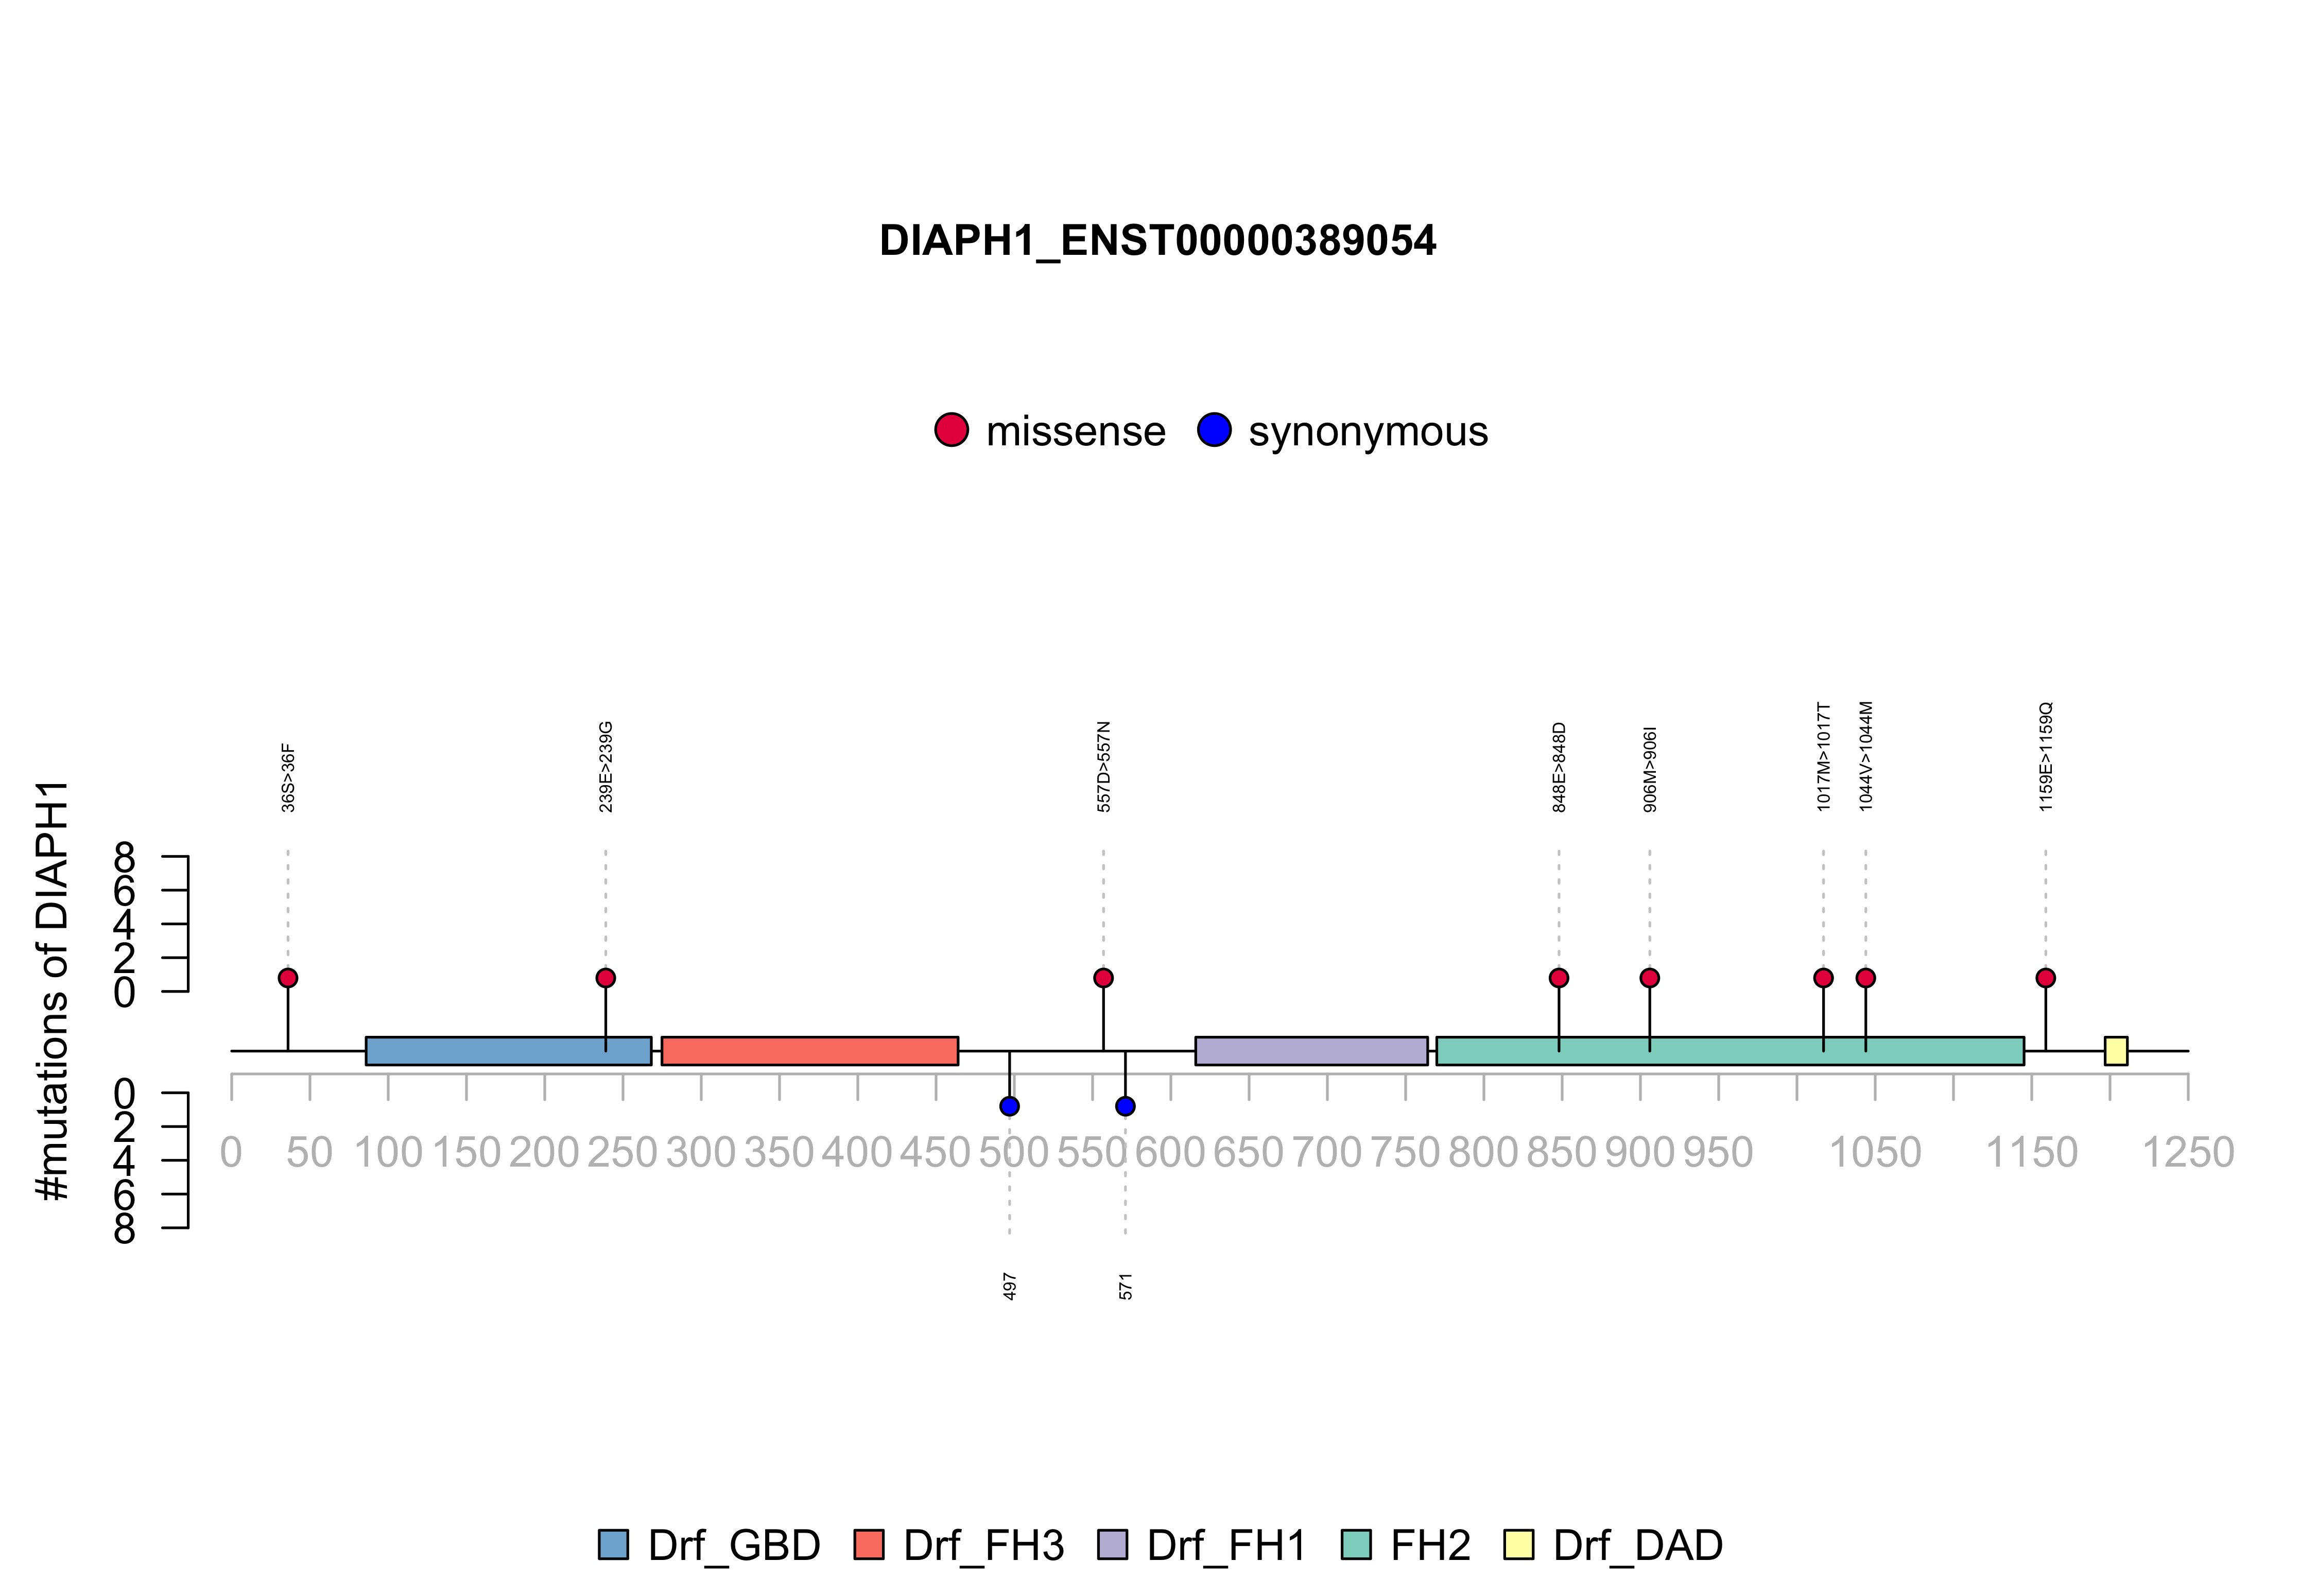 DIAPH1_ENST00000389054
missense synonymous
36S>36F
239E>239G
557D>557N
848E>848D
906M>906I
1017M>1017T
1044V>1044M
1159E>1159Q
#mutations of DIAPH1
8
6
4
2
0
0
2
4
6
8
0 50 100 150 200 250 300 350 400 450 500 550 600 650 700 750 800 850 900 950 1050 1150 1250
497
571
Drf_GBD Drf_FH3 Drf_FH1 FH2 Drf_DAD